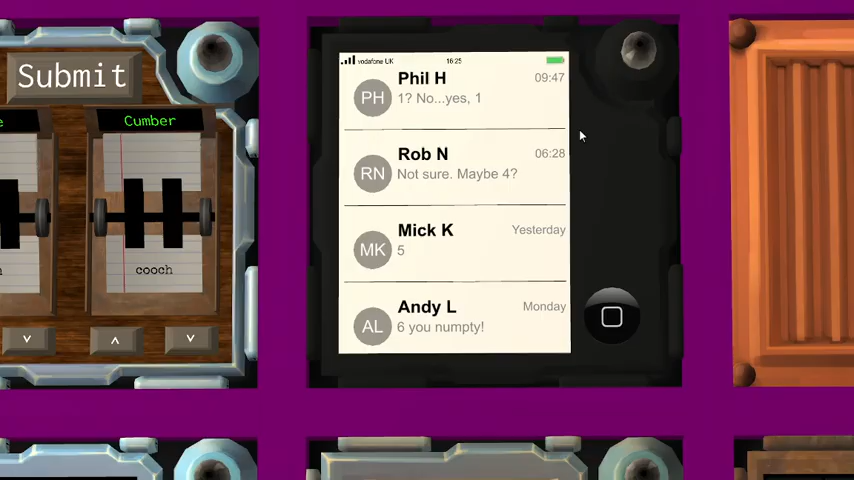 Submit
Cumber
cooch
vodafone UK 16:25
Phil H 09:47
PH
1? No...yes, 1
Rob N 06:28
RN
Not sure. Maybe 4?
Mick K Yesterday
MK
5
Andy L Monday
AL
6 you numpty!